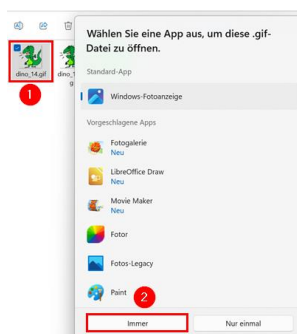 Wählen Sie eine App aus, um diese .gif-
Datei zu öffnen.
Standard-App
dino_14.gif
1
Windows-Fotoanzeige
Vorgeschlagene Apps
Fotogalerie
Neu
LibreOffice Draw
Neu
Movie Maker
Neu
Fotor
Fotos-Legacy
Paint
2
Immer
Nur einmal